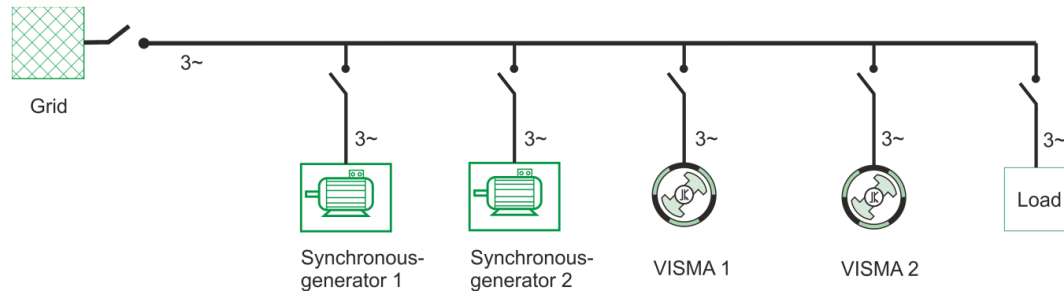 3~
Grid
3~
3~
3~
3~
3~
Load
Synchronous-
generator 1
Synchronous-
generator 2
VISMA 1
VISMA 2